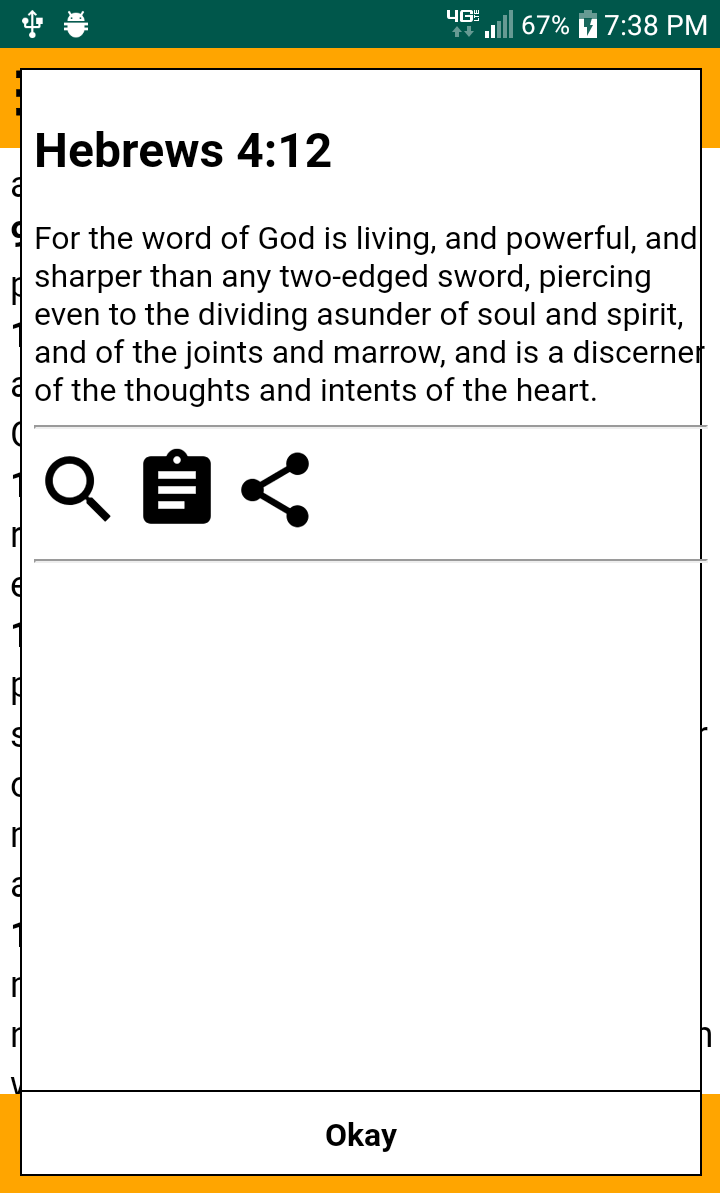 4G LTE 67% 7:38 PM
Hebrews 4:12
For the word of God is living, and powerful, and
sharper than any two-edged sword, piercing
even to the dividing asunder of soul and spirit,
and of the joints and marrow, and is a discerner
of the thoughts and intents of the heart.
Okay